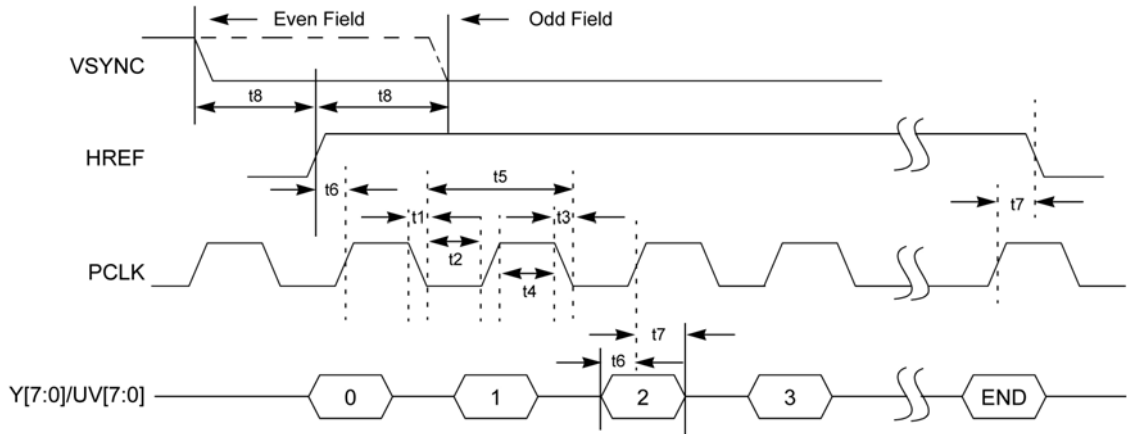 Even Field
Odd Field
VSYNC
t8
t8
HREF
t6
t5
t7
t1
t3
t2
PCLK
t4
t7
t6
Y[7:0]/UV[7:0]
0
1
2
3
END